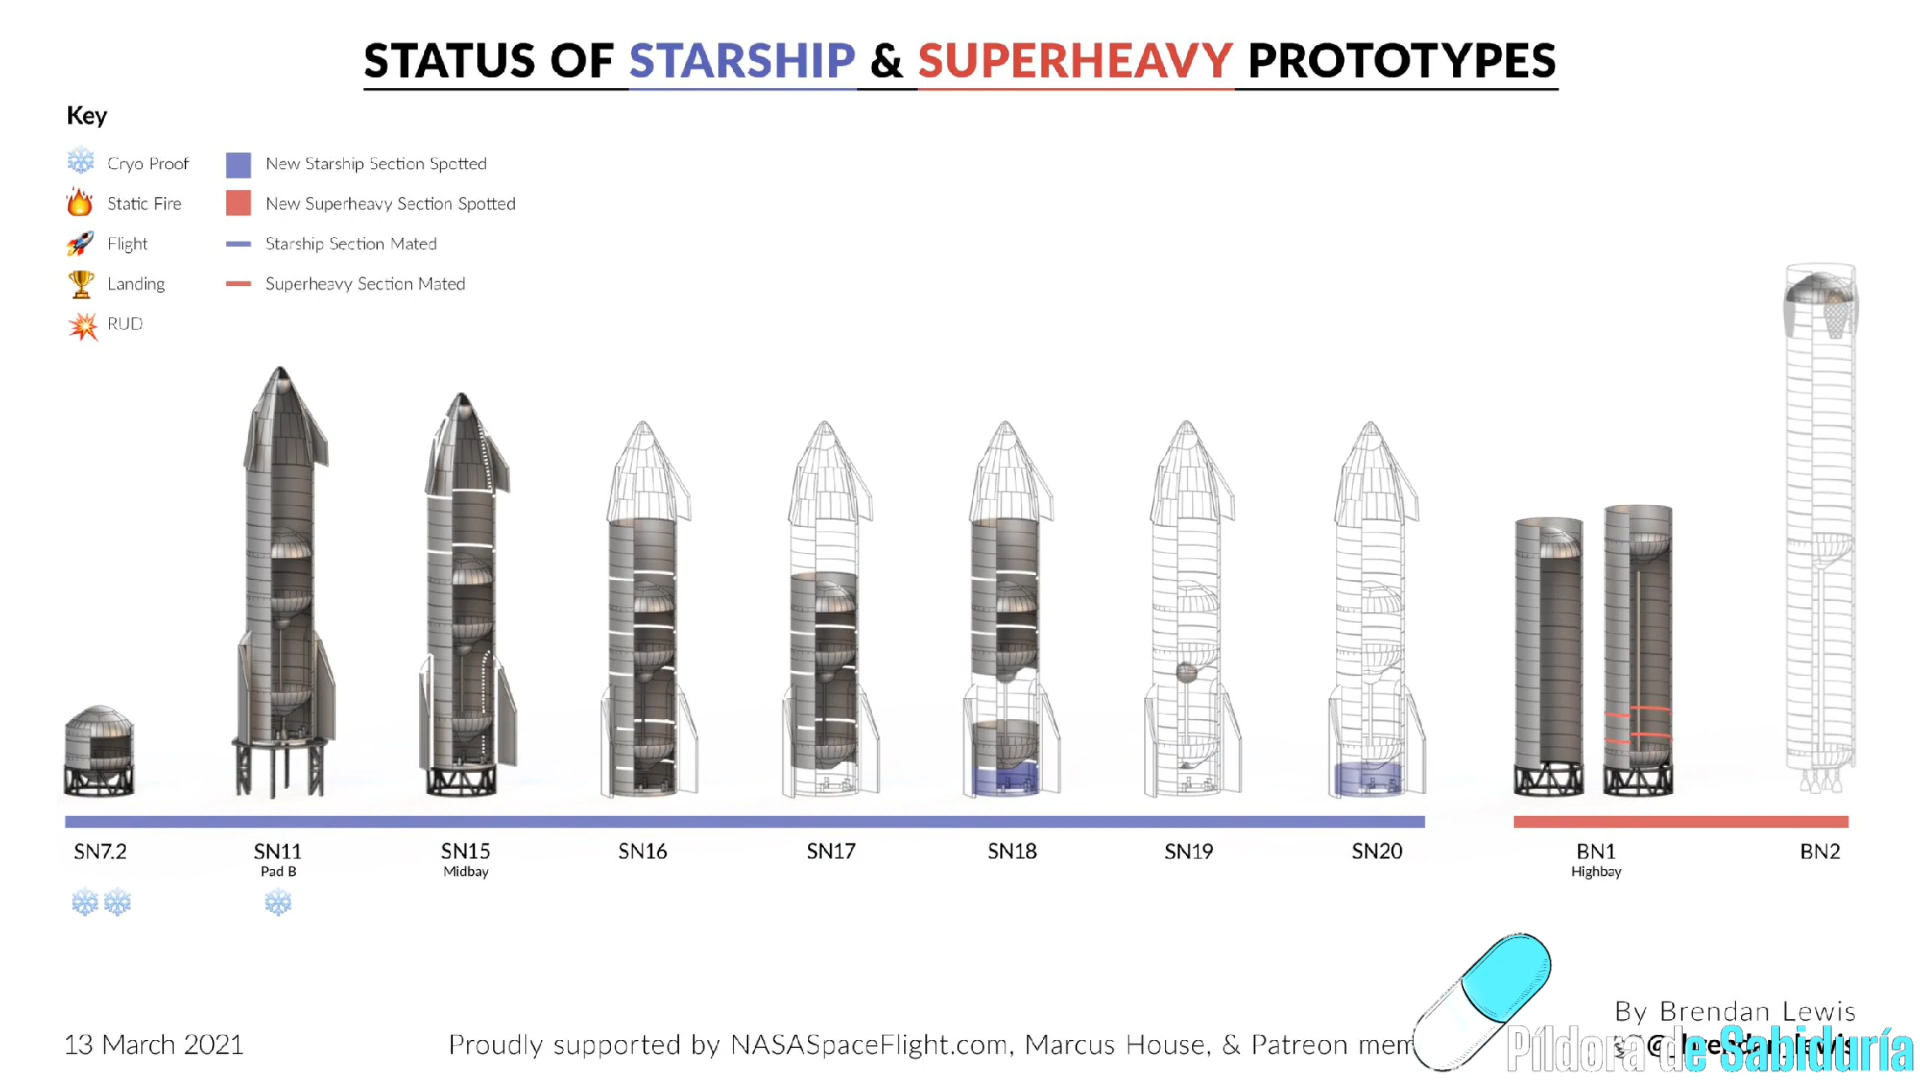 STATUS OF STARSHIP & SUPERHEAVY PROTOTYPES
Key
Cryo Proof
Static Fire
Flight
Landing
RUD
New Starship Section Spotted
New Superheavy Section Spotted
Starship Section Mated
Superheavy Section Mated
SN7.2
SN11
Pad B
SN15
Midbay
SN16
SN17
SN18
SN19
SN20
BN1
Highbay
BN2
13 March 2021
Proudly supported by NASASpaceFlight.com, Marcus House, & Patreon
By Brendan Lewis
Píldora de Sabiduría